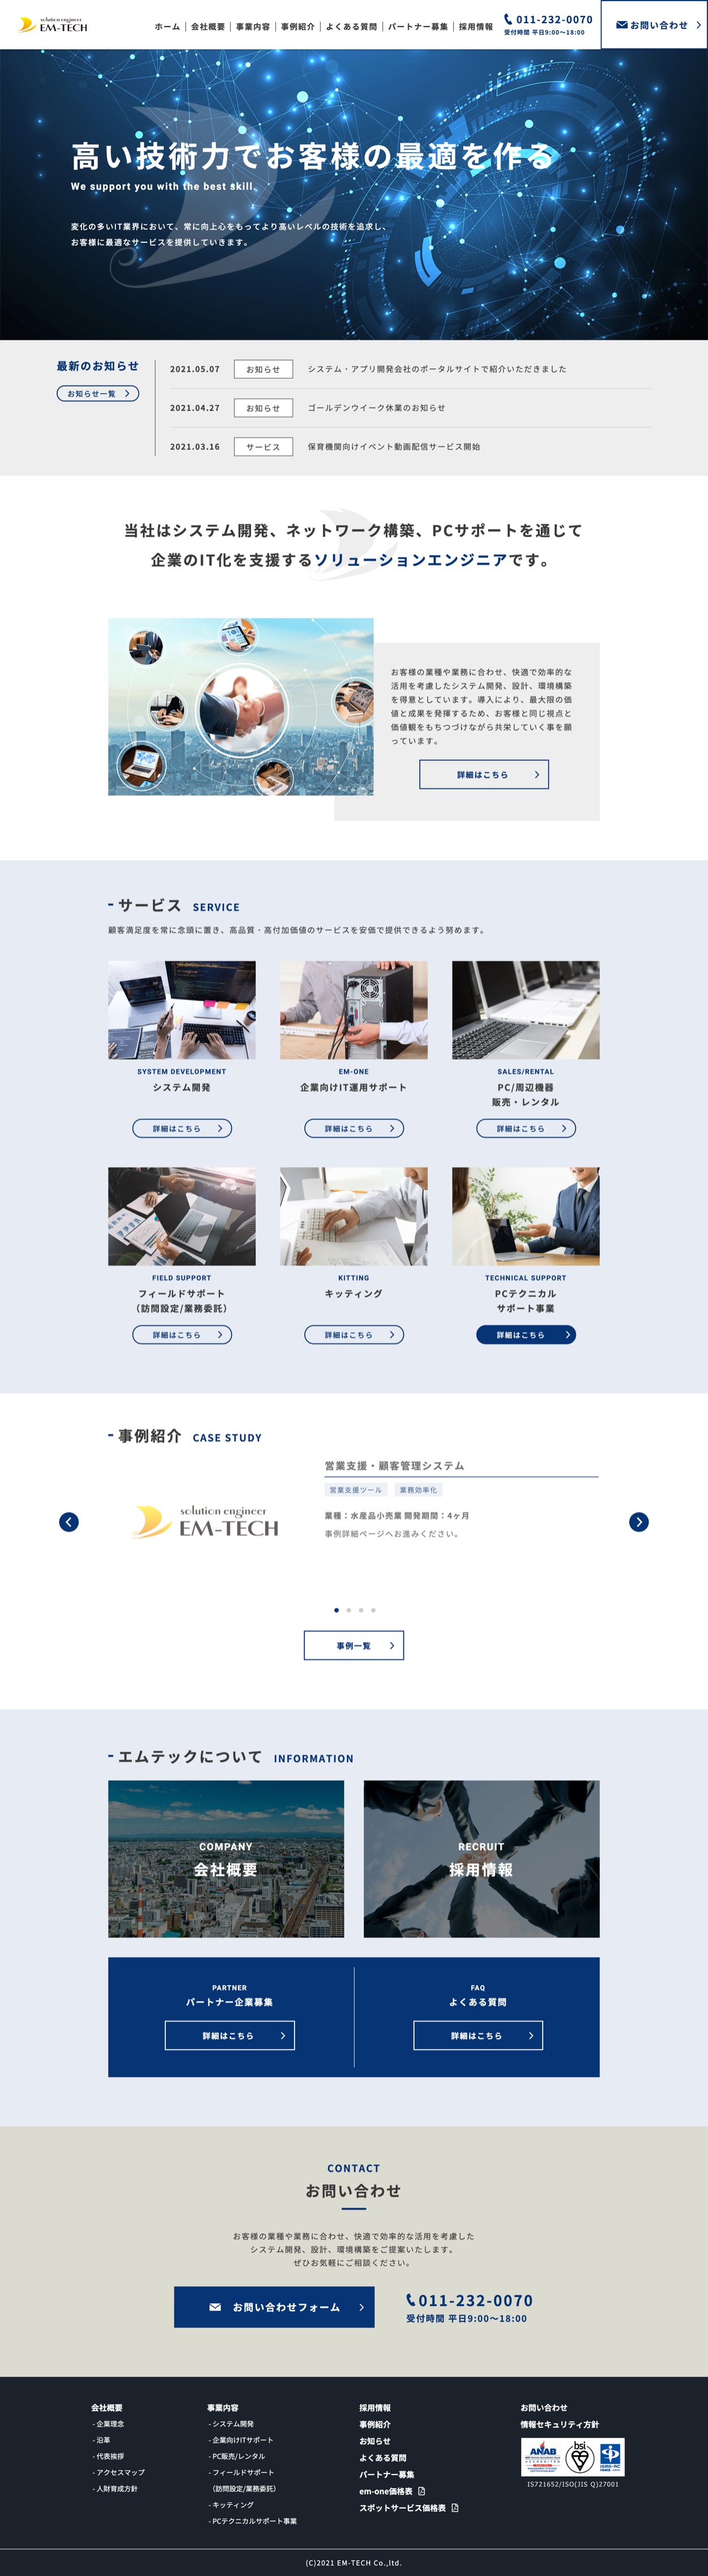 solution engineer
EM-TECH
ホーム
会社概要
事業内容
事例紹介
よくある質問
パートナー募集
採用情報
011-232-0070
受付時間 平日9:00〜18:00
お問い合わせ
高い技術力でお客様の最適を作る
We support you with the best skill.
変化の多いIT業界において、常に向上心をもってより高いレベルの技術を追求し、
お客様に最適なサービスを提供していきます。
最新のお知らせ
お知らせ一覧
2021.05.07 お知らせ システム・アプリ開発会社のポータルサイトで紹介いただきました
2021.04.27 お知らせ ゴールデンウイーク休業のお知らせ
2021.03.16 サービス 保育機関向けイベント動画配信サービス開始
当社はシステム開発、ネットワーク構築、PCサポートを通じて
企業のIT化を支援するソリューションエンジニアです。
お客様の業種や業務に合わせ、快適で効率的な
活用を考慮したシステム開発、設計、環境構築
を得意としています。導入により、最大限の価
値と成果を発揮するため、お客様と同じ視点と
価値観をもちつづけながら共栄していく事を願
っています。
詳細はこちら
サービス SERVICE
顧客満足度を常に念頭に置き、高品質・高付加価値のサービスを安価で提供できるよう努めます。
SYSTEM DEVELOPMENT
システム開発
詳細はこちら
EM-ONE
企業向けIT運用サポート
詳細はこちら
SALES/RENTAL
PC/周辺機器
販売・レンタル
詳細はこちら
FIELD SUPPORT
フィールドサポート
（訪問設定/業務委託）
詳細はこちら
KITTING
キッティング
詳細はこちら
TECHNICAL SUPPORT
PCテクニカル
サポート事業
詳細はこちら
事例紹介 CASE STUDY
solution engineer
EM-TECH
営業支援・顧客管理システム
営業支援ツール 業務効率化
業種：水産品小売業 開発期間：4ヶ月
事例詳細ページへお進みください。
事例一覧
エムテックについて INFORMATION
COMPANY
会社概要
RECRUIT
採用情報
PARTNER
パートナー企業募集
詳細はこちら
FAQ
よくある質問
詳細はこちら
CONTACT
お問い合わせ
お客様の業種や業務に合わせ、快適で効率的な活用を考慮した
システム開発、設計、環境構築をご提案いたします。
ぜひお気軽にご相談ください。
お問い合わせフォーム
011-232-0070
受付時間 平日9:00〜18:00
会社概要
- 企業理念
- 沿革
- 代表挨拶
- アクセスマップ
- 人財育成方針
事業内容
- システム開発
- 企業向けITサポート
- PC販売/レンタル
- フィールドサポート
（訪問設定/業務委託）
- キッティング
- PCテクニカルサポート事業
採用情報
事例紹介
お知らせ
よくある質問
パートナー募集
em-one価格表
スポットサービス価格表
お問い合わせ
情報セキュリティ方針
ANAB
bsi
ISMS-AC
IS721652/ISO(JIS Q)27001
(C)2021 EM-TECH Co.,ltd.